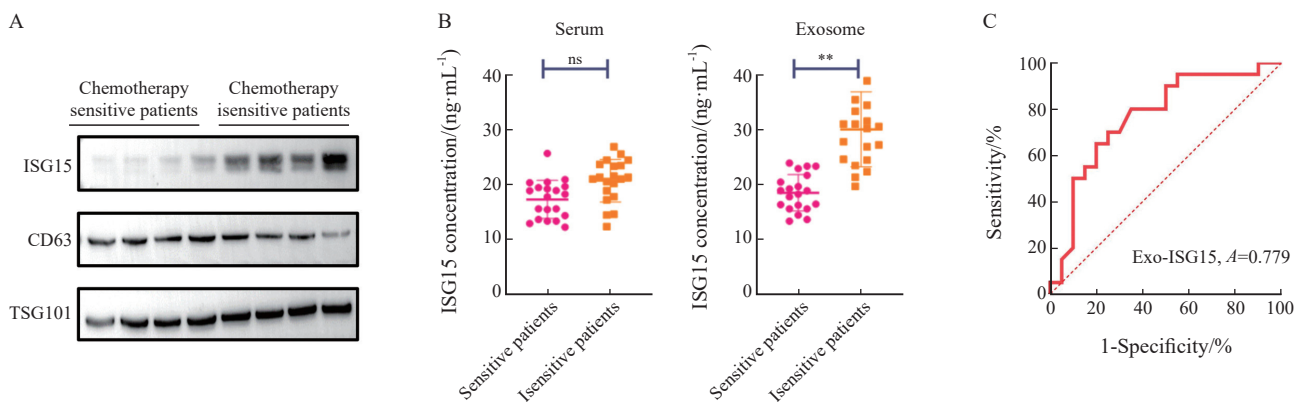 A
Chemotherapy
sensitive patients
Chemotherapy
isensitive patients
ISG15
CD63
TSG101
B
Serum
ISG15 concentration/(ng·mL⁻¹)
40
30
20
10
0
ns
Sensitive patients
Isensitive patients
Exosome
ISG15 concentration/(ng·mL⁻¹)
40
30
20
10
0
**
Sensitive patients
Isensitive patients
C
Sensitivity/%
100
80
60
40
20
0
Exo-ISG15, A=0.779
0 20 40 60 80 100
1-Specificity/%